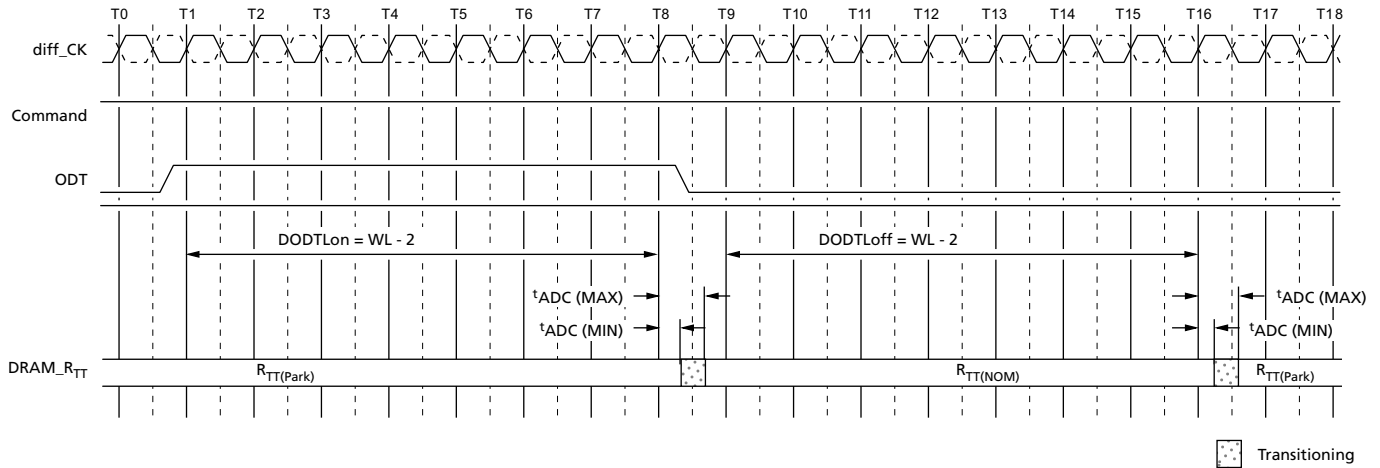 T0 T1 T2 T3 T4 T5 T6 T7 T8 T9 T10 T11 T12 T13 T14 T15 T16 T17 T18
diff_CK
Command
ODT
DODTLon = WL - 2 DODTLoff = WL - 2
tADC (MAX) tADC (MAX)
tADC (MIN) tADC (MIN)
DRAM_RTT RTT(Park) RTT(NOM) RTT(Park)
Transitioning